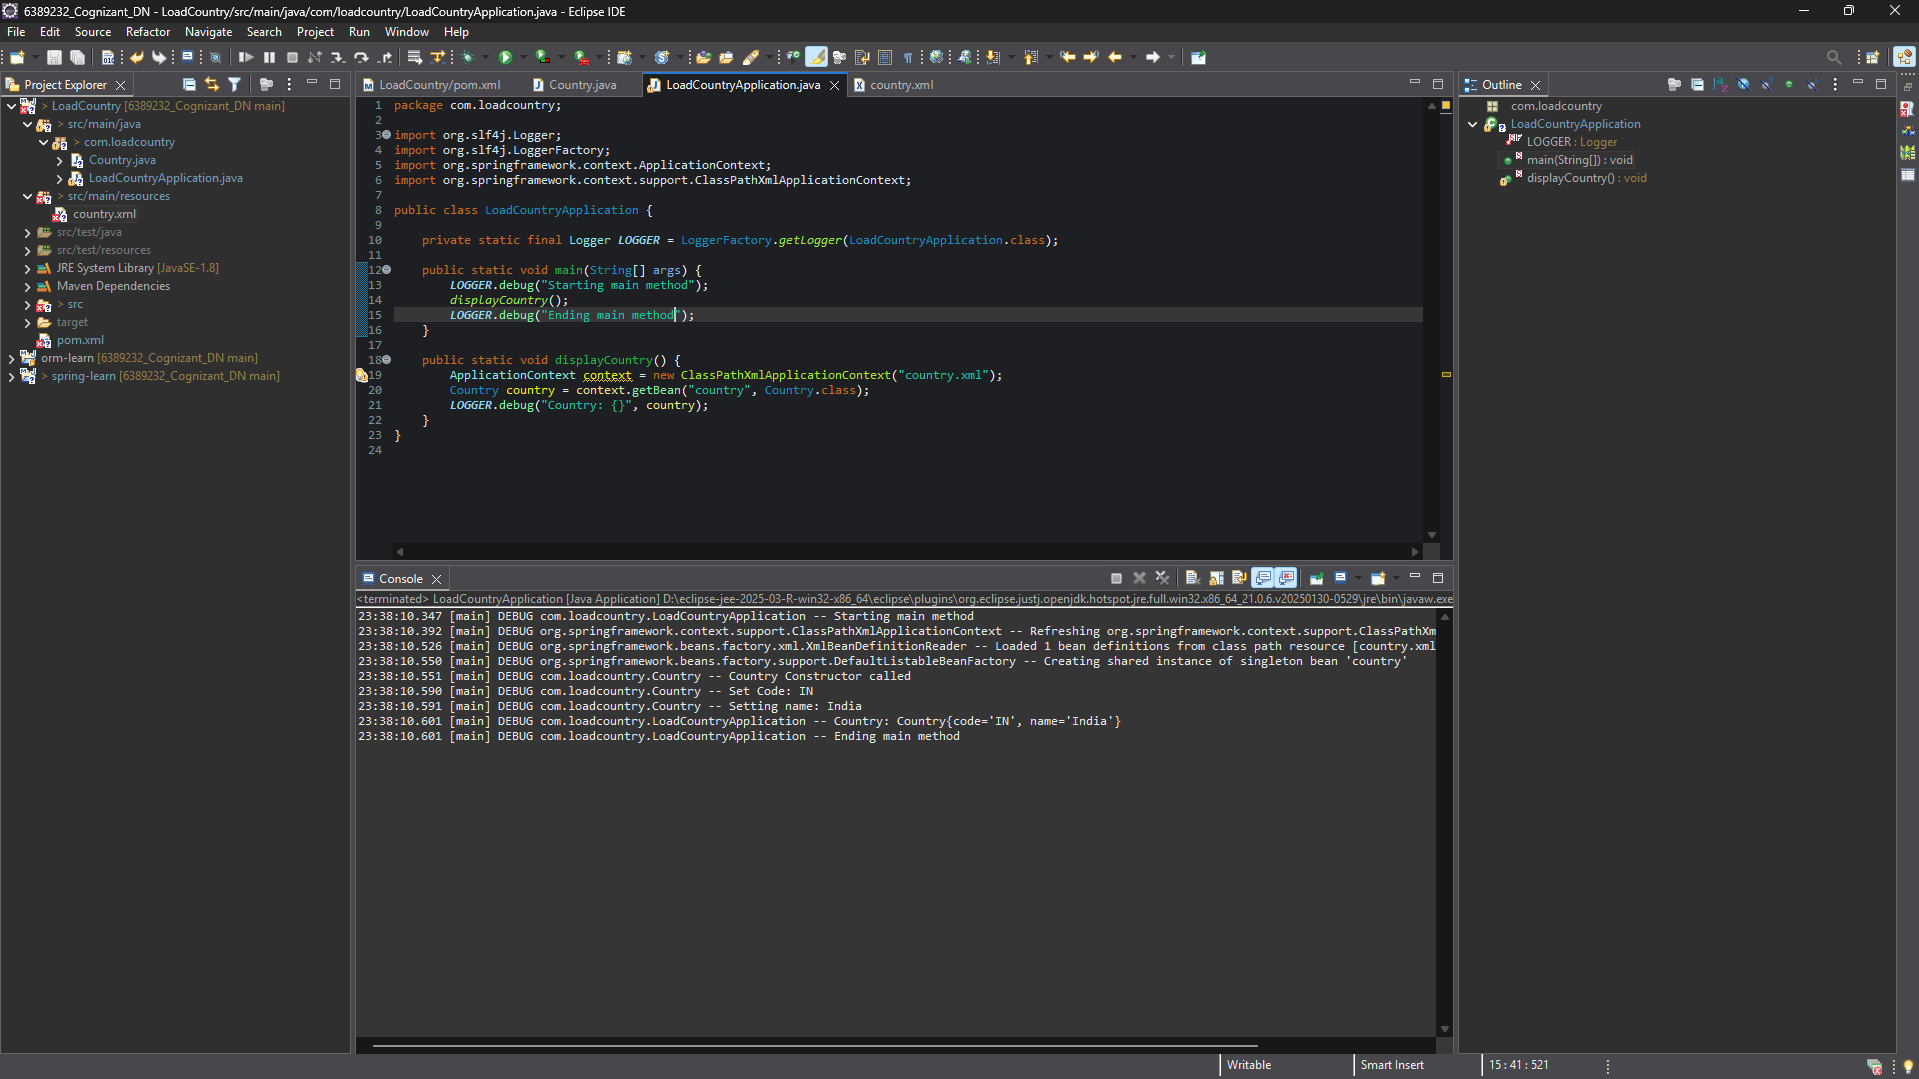 6389232_Cognizant_DN - LoadCountry/src/main/java/com/loadcountry/LoadCountryApplication.java - Eclipse IDE
File Edit Source Refactor Navigate Search Project Run Window Help
Project Explorer
> LoadCountry [6389232_Cognizant_DN main]
> src/main/java
> com.loadcountry
Country.java
LoadCountryApplication.java
> src/main/resources
country.xml
src/test/java
src/test/resources
JRE System Library [JavaSE-1.8]
Maven Dependencies
> src
target
pom.xml
orm-learn [6389232_Cognizant_DN main]
> spring-learn [6389232_Cognizant_DN main]
LoadCountry/pom.xml Country.java LoadCountryApplication.java country.xml
1 package com.loadcountry;
2
3 import org.slf4j.Logger;
4 import org.slf4j.LoggerFactory;
5 import org.springframework.context.ApplicationContext;
6 import org.springframework.context.support.ClassPathXmlApplicationContext;
7
8 public class LoadCountryApplication {
9
10 private static final Logger LOGGER = LoggerFactory.getLogger(LoadCountryApplication.class);
11
12 public static void main(String[] args) {
13 LOGGER.debug("Starting main method");
14 displayCountry();
15 LOGGER.debug("Ending main method");
16 }
17
18 public static void displayCountry() {
19 ApplicationContext context = new ClassPathXmlApplicationContext("country.xml");
20 Country country = context.getBean("country", Country.class);
21 LOGGER.debug("Country: {}", country);
22 }
23 }
24
Console
<terminated> LoadCountryApplication [Java Application] D:\eclipse-jee-2025-03-R-win32-x86_64\eclipse\plugins\org.eclipse.justj.openjdk.hotspot.jre.full.win32.x86_64_21.0.6.v20250130-0529\jre\bin\javaw.exe
23:38:10.347 [main] DEBUG com.loadcountry.LoadCountryApplication -- Starting main method
23:38:10.392 [main] DEBUG org.springframework.context.support.ClassPathXmlApplicationContext -- Refreshing org.springframework.context.support.ClassPathXm
23:38:10.526 [main] DEBUG org.springframework.beans.factory.xml.XmlBeanDefinitionReader -- Loaded 1 bean definitions from class path resource [country.xml
23:38:10.550 [main] DEBUG org.springframework.beans.factory.support.DefaultListableBeanFactory -- Creating shared instance of singleton bean 'country'
23:38:10.551 [main] DEBUG com.loadcountry.Country -- Country Constructor called
23:38:10.590 [main] DEBUG com.loadcountry.Country -- Set Code: IN
23:38:10.591 [main] DEBUG com.loadcountry.Country -- Setting name: India
23:38:10.601 [main] DEBUG com.loadcountry.LoadCountryApplication -- Country: Country{code='IN', name='India'}
23:38:10.601 [main] DEBUG com.loadcountry.LoadCountryApplication -- Ending main method
Outline
com.loadcountry
LoadCountryApplication
LOGGER : Logger
main(String[]) : void
displayCountry() : void
Writable Smart Insert 15 : 41 : 521